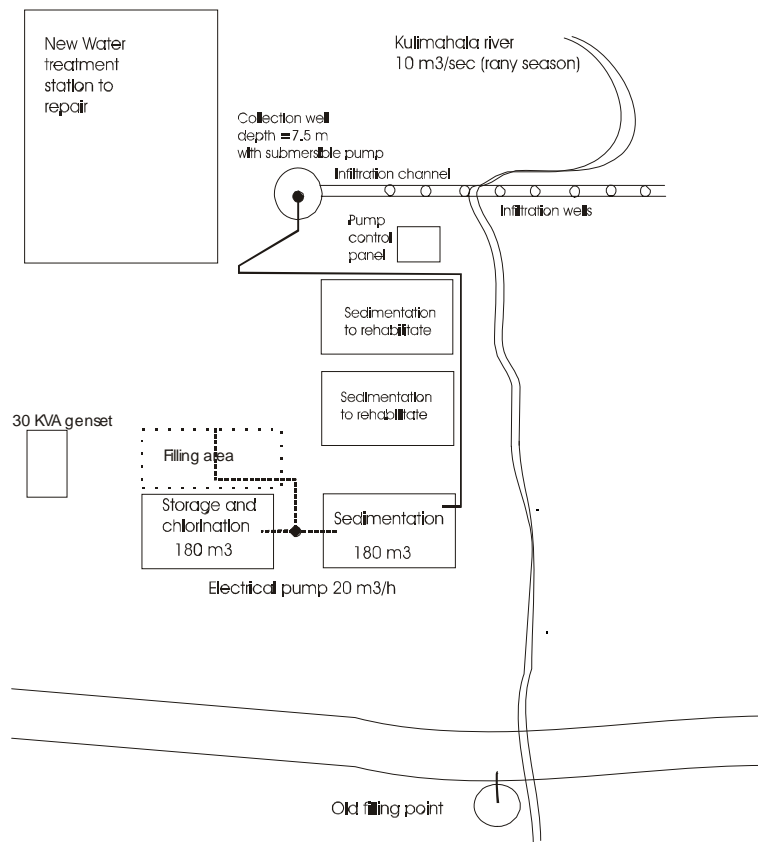 New Water
treatment
station to
repair
Kulimahala river
10 m3/sec (rany season)
Collection well
depth =7.5 m
with submersible pump
Infiltration channel
Infiltration wells
Pump
control
panel
Sedimentation
to rehabilitate
Sedimentation
to rehabilitate
30 KVA genset
Filling area
Storage and
chlorination
180 m3
Sedimentation
180 m3
Electrical pump 20 m3/h
Old filling point